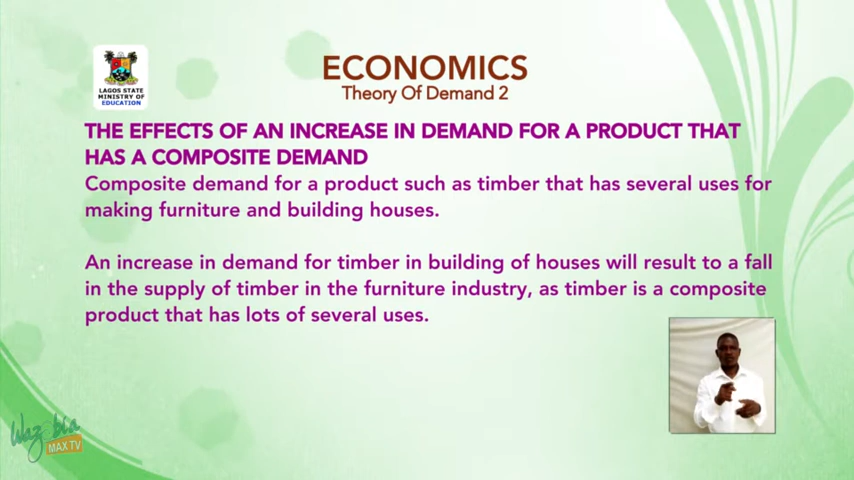 ECONOMICS
Theory Of Demand 2
LAGOS STATE
MINISTRY OF
EDUCATION
THE EFFECTS OF AN INCREASE IN DEMAND FOR A PRODUCT THAT
HAS A COMPOSITE DEMAND
Composite demand for a product such as timber that has several uses for
making furniture and building houses.
An increase in demand for timber in building of houses will result to a fall
in the supply of timber in the furniture industry, as timber is a composite
product that has lots of several uses.
Wazobia
MAX TV